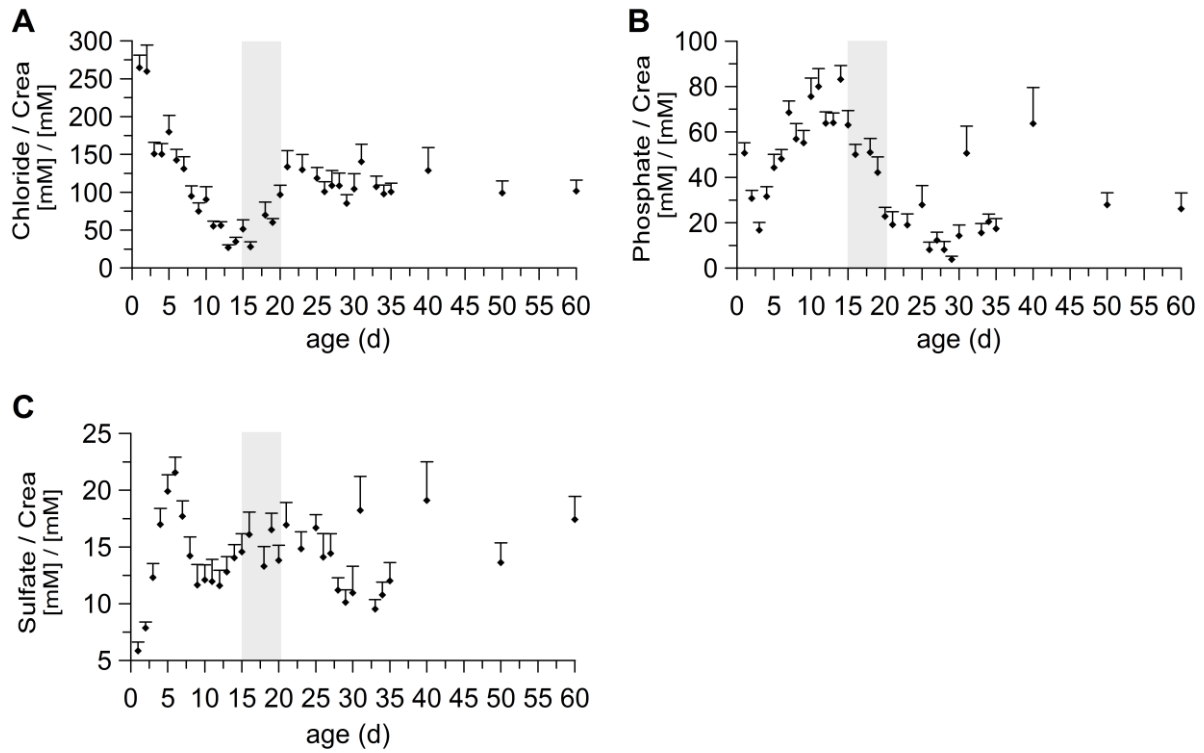 A
Chloride / Crea
[mM] / [mM]
300
250
200
150
100
50
0
0 5 10 15 20 25 30 35 40 45 50 55 60
age (d)
B
Phosphate / Crea
[mM] / [mM]
100
80
60
40
20
0
0 5 10 15 20 25 30 35 40 45 50 55 60
age (d)
C
Sulfate / Crea
[mM] / [mM]
25
20
15
10
5
0 5 10 15 20 25 30 35 40 45 50 55 60
age (d)